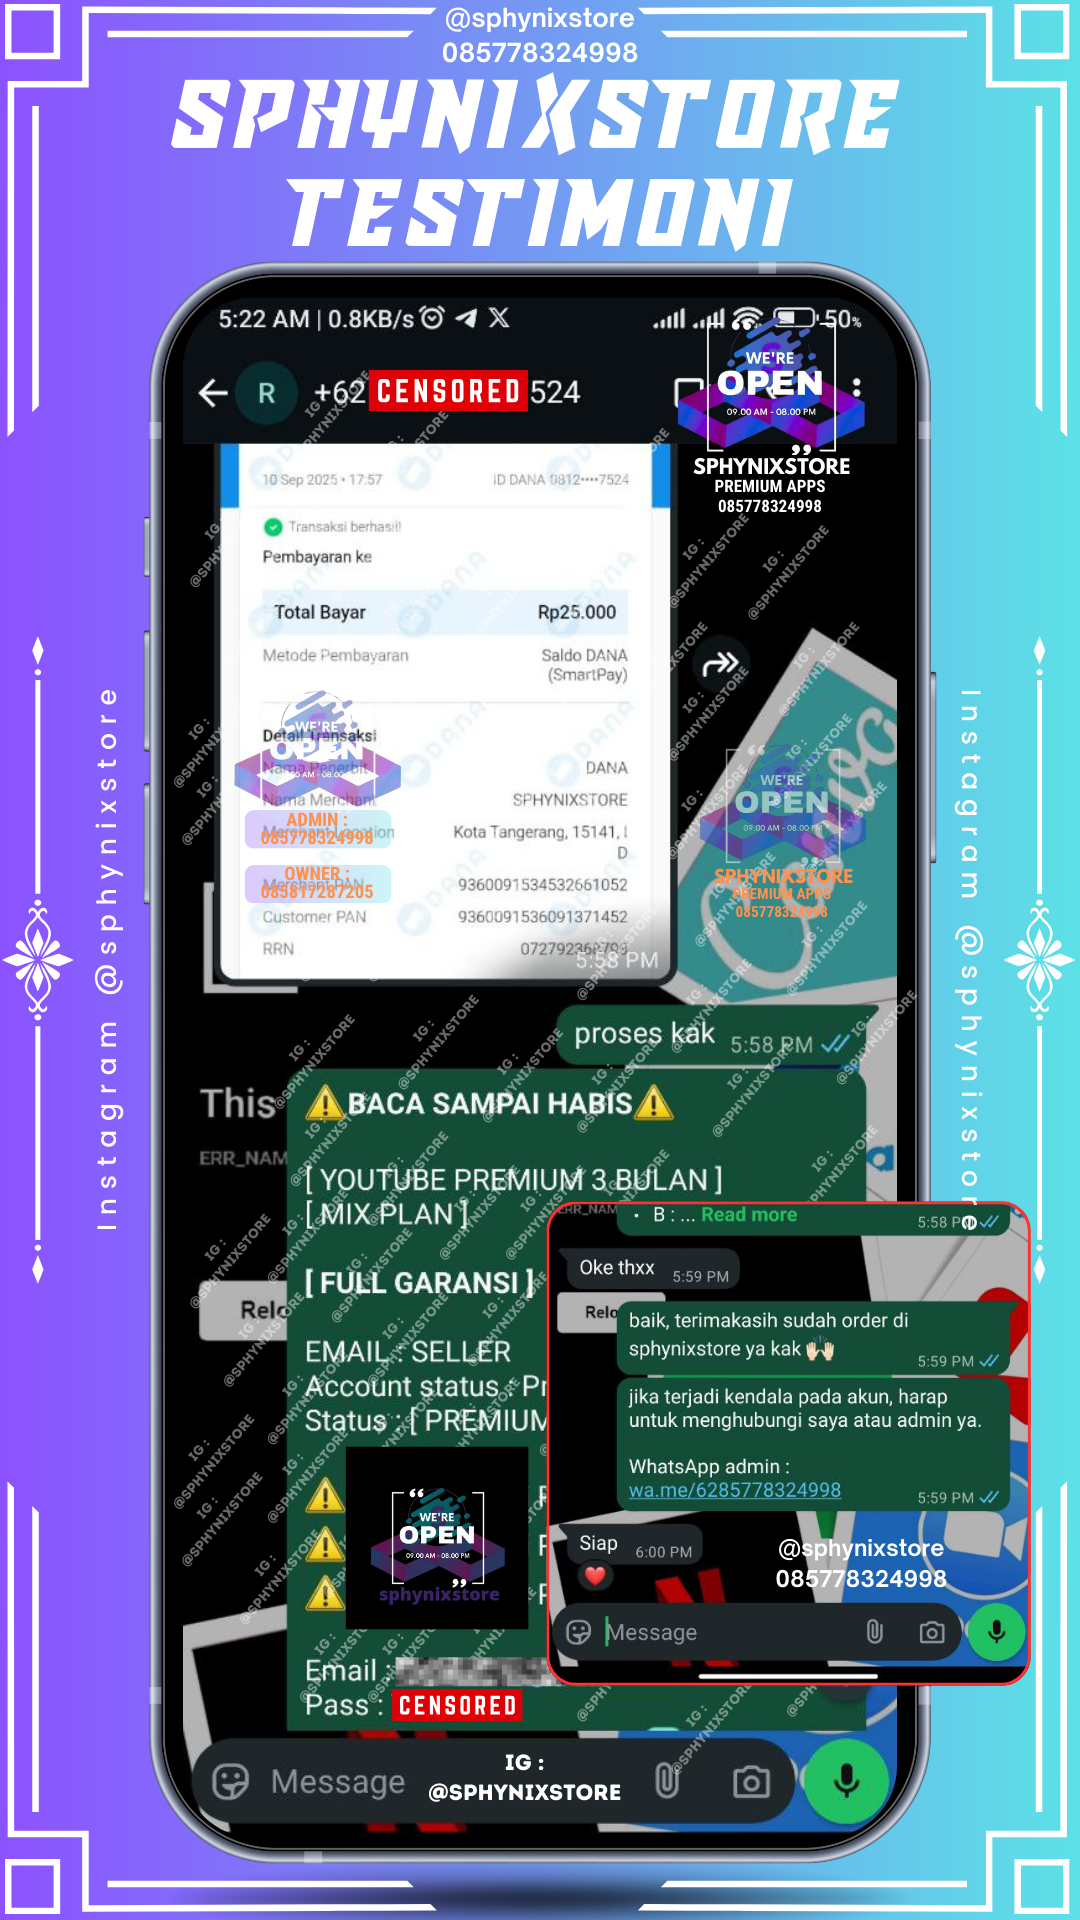 @sphynixstore
085778324998
SPHYNIXSTORE
TESTIMONI
5:22 AM | 0.8KB/s
50%
R
+62 CENSORED 524
WE'RE
OPEN
09.00 AM - 08.00 PM
SPHYNIXSTORE
PREMIUM APPS
085778324998
10 Sep 2025 • 17:57
ID DANA 0812••••7524
Transaksi berhasil!
Pembayaran ke
Total Bayar
Rp25.000
Metode Pembayaran
Saldo DANA
(SmartPay)
Detail Transaksi
Nama Penerbit
DANA
Nama Merchant
SPHYNIXSTORE
Merchant Location
Kota Tangerang, 15141, I
D
Merchant PAN
9360091534532661052
Customer PAN
9360091536091371452
RRN
5:58 PM
WE'RE
OPEN
ADMIN :
085778324998
OWNER :
085817287205
WE'RE
OPEN
09.00 AM - 08.00 PM
SPHYNIXSTORE
PREMIUM APPS
085778324998
Canva
proses kak
5:58 PM
This
ERR_NAM
Relo
⚠️BACA SAMPAI HABIS⚠️
[ YOUTUBE PREMIUM 3 BULAN ]
[ MIX PLAN ]
[ FULL GARANSI ]
EMAIL : SELLER
Account status : Pr
Status : [ PREMIUM
WE'RE
OPEN
09.00 AM - 08.00 PM
sphynixstore
Email :
Pass : CENSORED
Message
IG :
@SPHYNIXSTORE
ERR_NAM
• B : ... Read more
5:58 PM
Oke thxx
5:59 PM
Relo
baik, terimakasih sudah order di
sphynixstore ya kak 🙌🏻
5:59 PM
jika terjadi kendala pada akun, harap
untuk menghubungi saya atau admin ya.
WhatsApp admin :
wa.me/6285778324998
5:59 PM
Siap
6:00 PM
@sphynixstore
085778324998
Message
Instagram @sphynixstore
Instagram @sphynixstore
IG :
@SPHYNIXSTORE